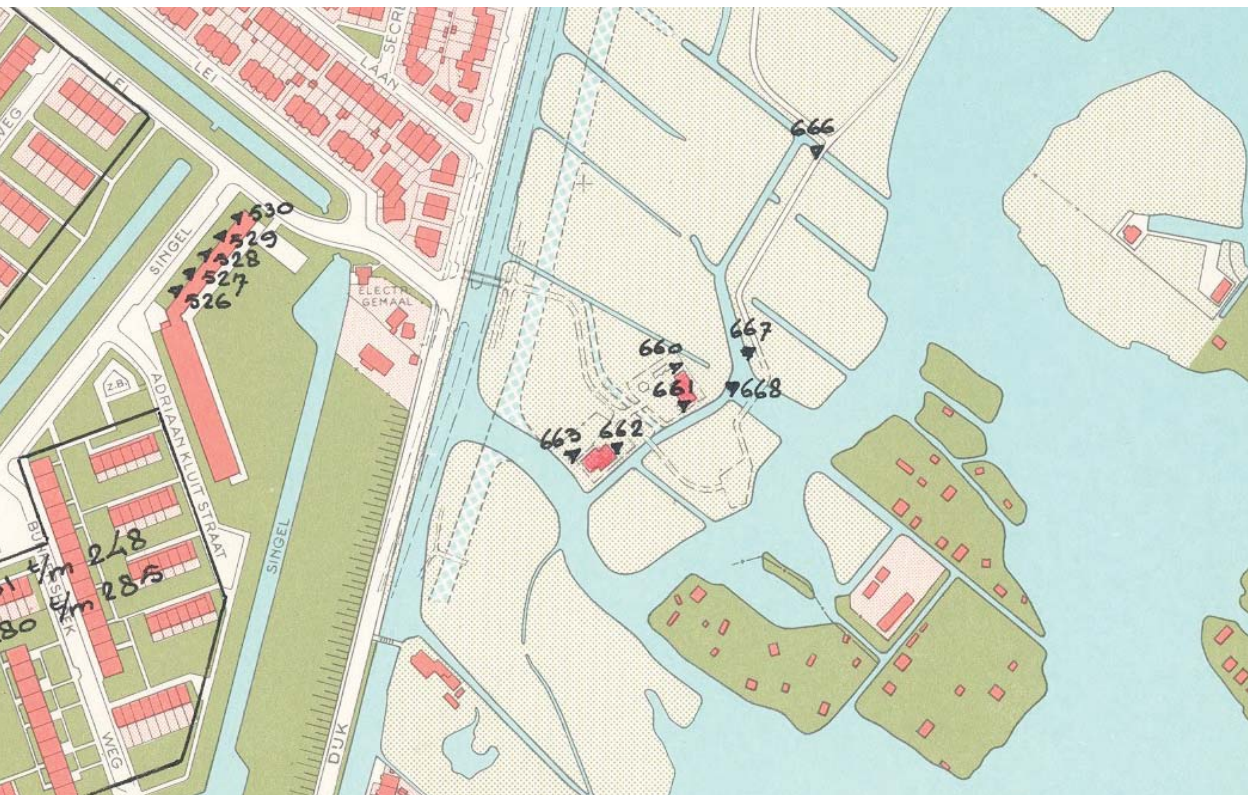 SECR
LAAN
LEI
LEI
WEG
666
530
529
528
527
526
SINGEL
ELECTR.
GEMAAL
667
660
661
668
663
662
Z.B.
ADRIAAN KLUIT STRAAT
SINGEL
t/m 248
t/m 285
80
WEG
DIJK